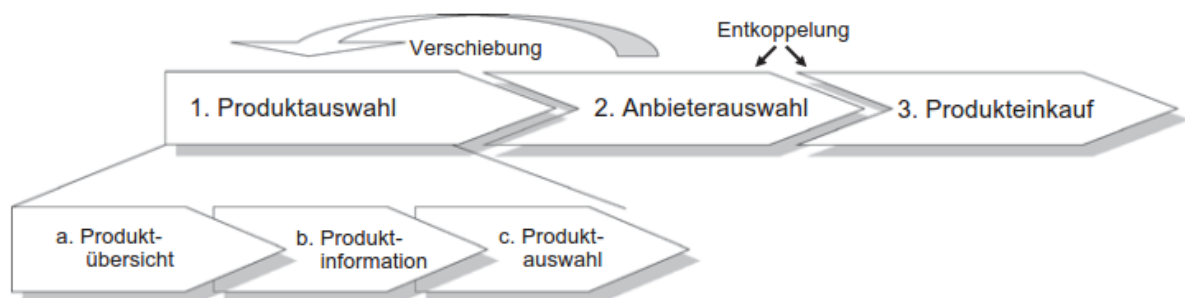 Verschiebung
Entkoppelung
1. Produktauswahl
2. Anbieterauswahl
3. Produkteinkauf
a. Produkt-
übersicht
b. Produkt-
information
c. Produkt-
auswahl